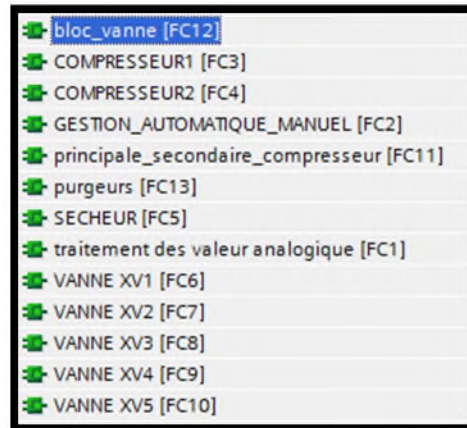 bloc_vanne [FC12]
COMPRESSEUR1 [FC3]
COMPRESSEUR2 [FC4]
GESTION_AUTOMATIQUE_MANUEL [FC2]
principale_secondaire_compresseur [FC11]
purgeurs [FC13]
SECHEUR [FC5]
traitement des valeur analogique [FC1]
VANNE XV1 [FC6]
VANNE XV2 [FC7]
VANNE XV3 [FC8]
VANNE XV4 [FC9]
VANNE XV5 [FC10]